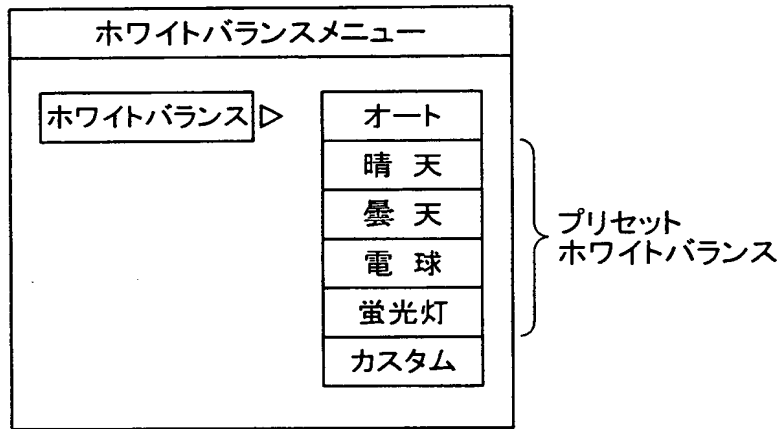 ホワイトバランスメニュー
ホワイトバランス
オート
晴 天
曇 天
電 球
蛍光灯
カスタム
プリセット
ホワイトバランス